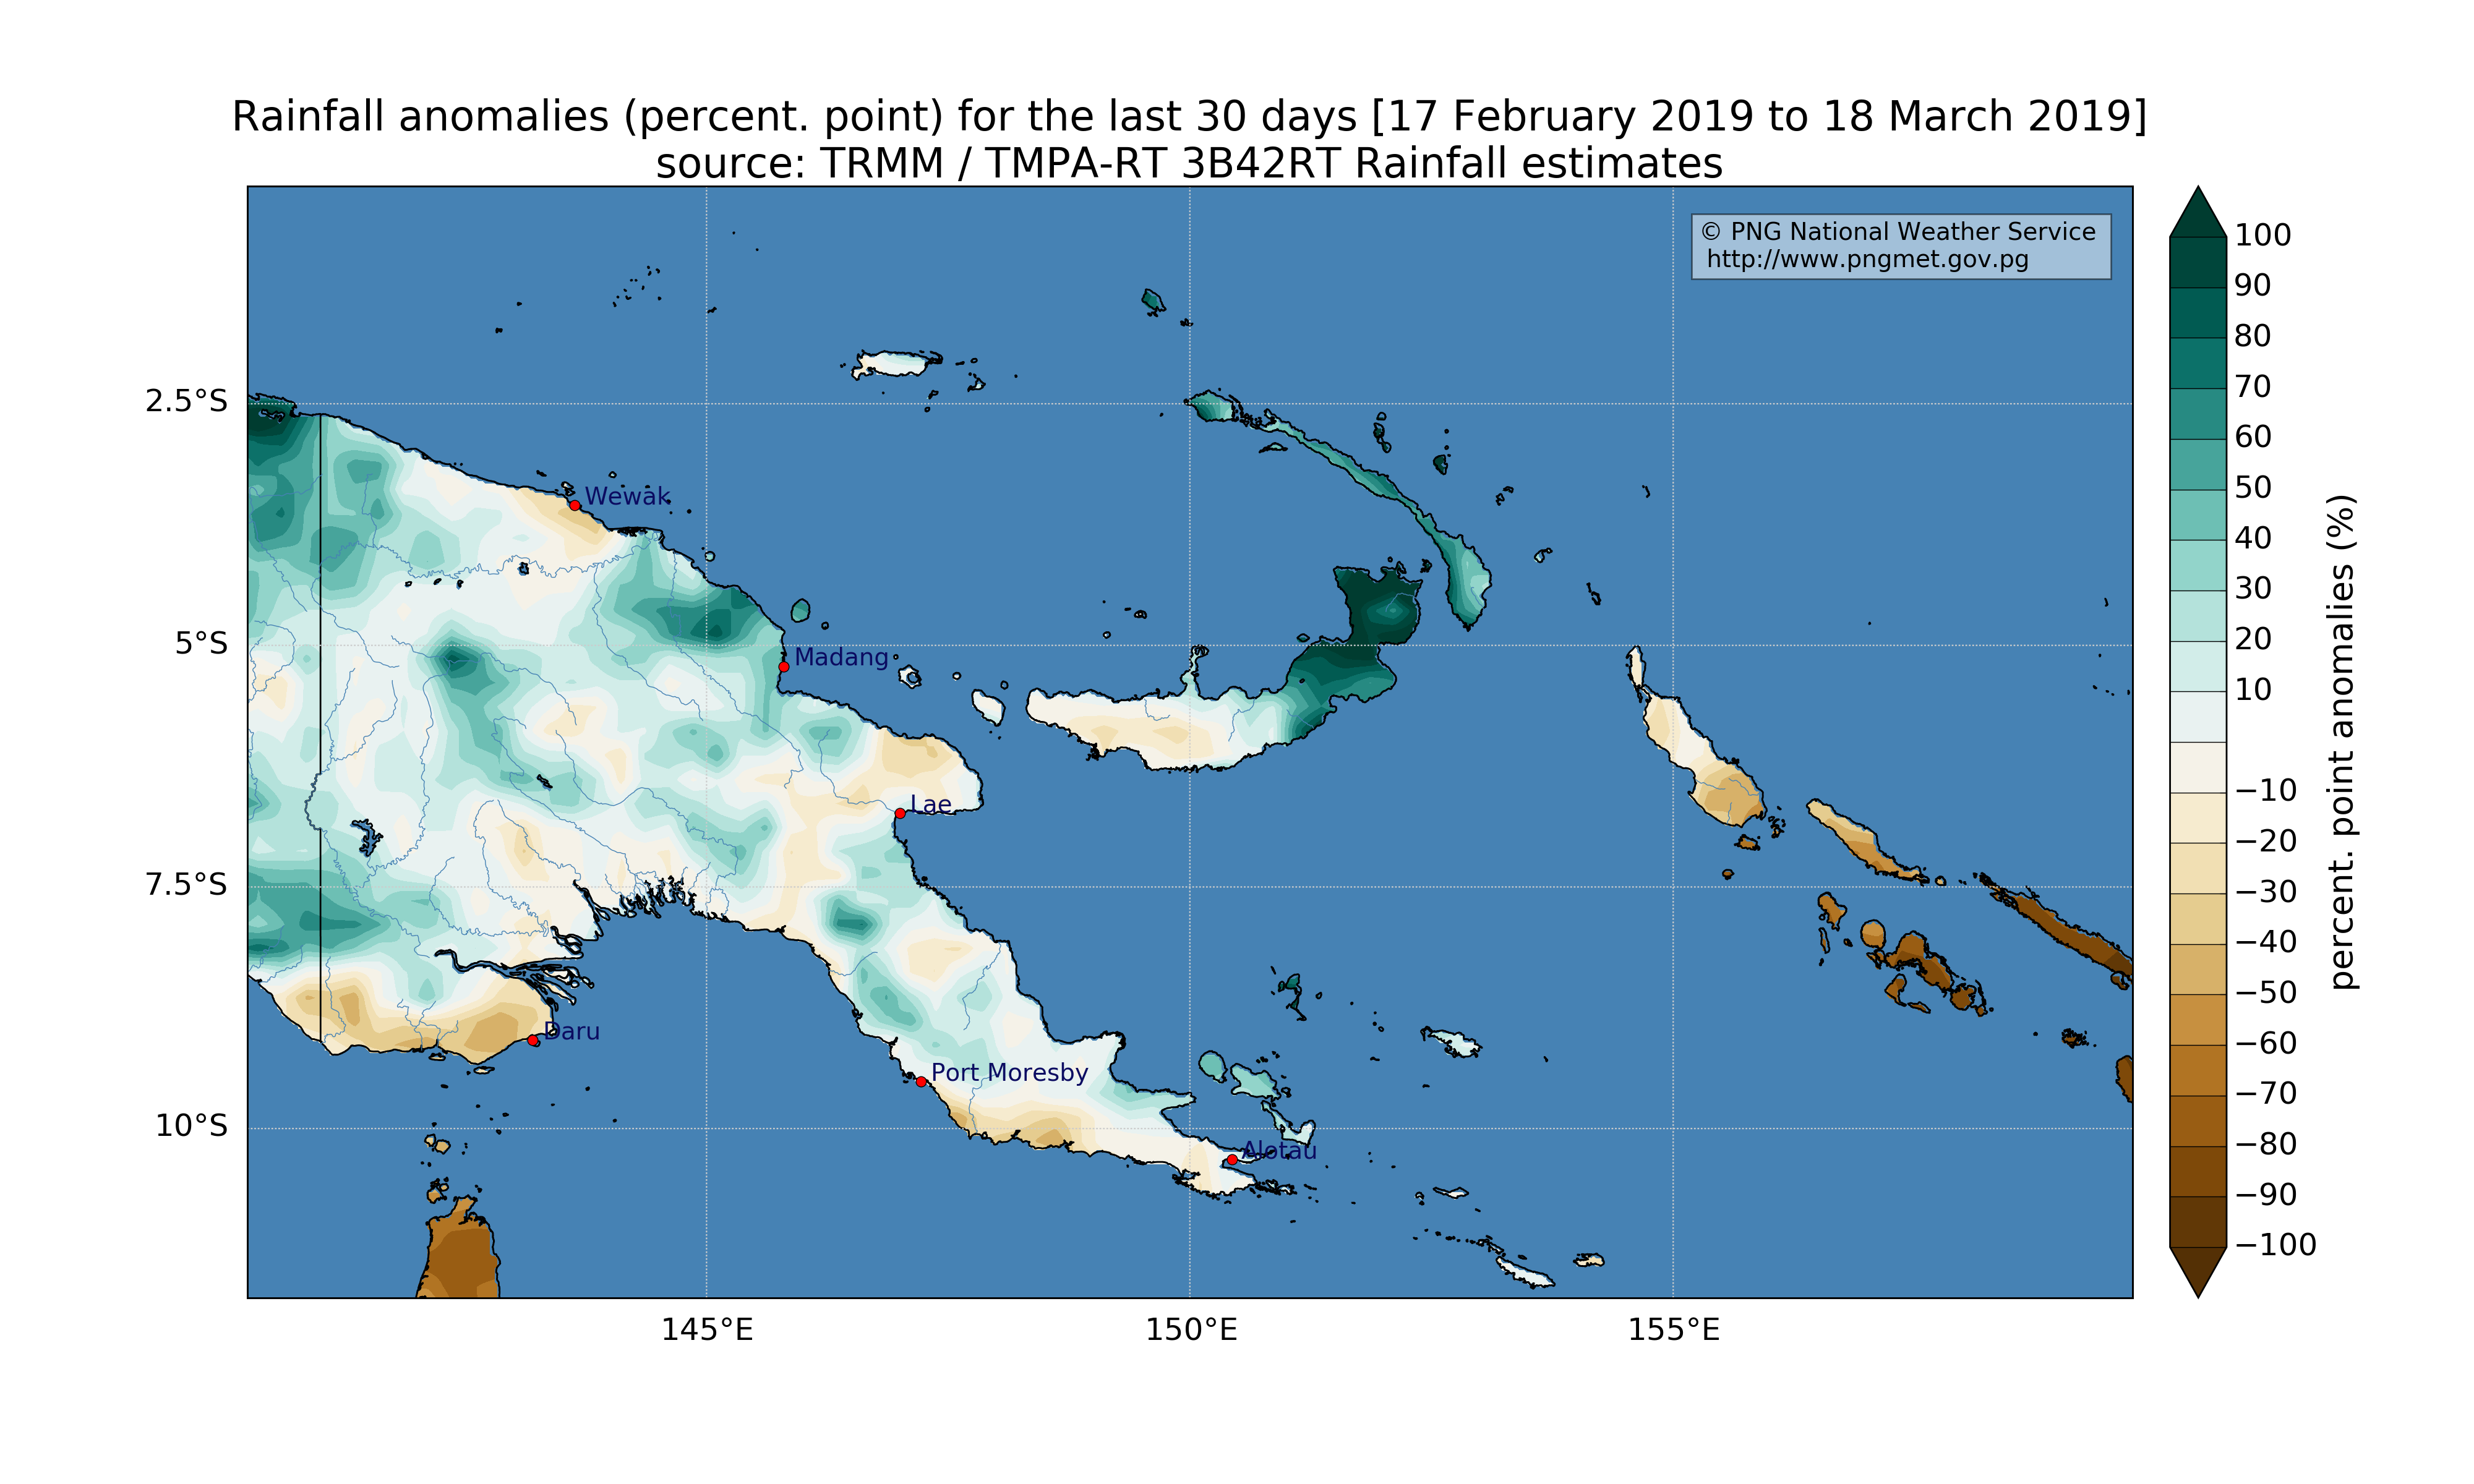 Rainfall anomalies (percent. point) for the last 30 days [17 February 2019 to 18 March 2019]
source: TRMM / TMPA-RT 3B42RT Rainfall estimates
© PNG National Weather Service
http://www.pngmet.gov.pg
2.5°S
5°S
7.5°S
10°S
Wewak
Madang
Lae
Daru
Port Moresby
Alotau
145°E
150°E
155°E
100
90
80
70
60
50
40
30
20
10
−10
−20
−30
−40
−50
−60
−70
−80
−90
−100
percent. point anomalies (%)